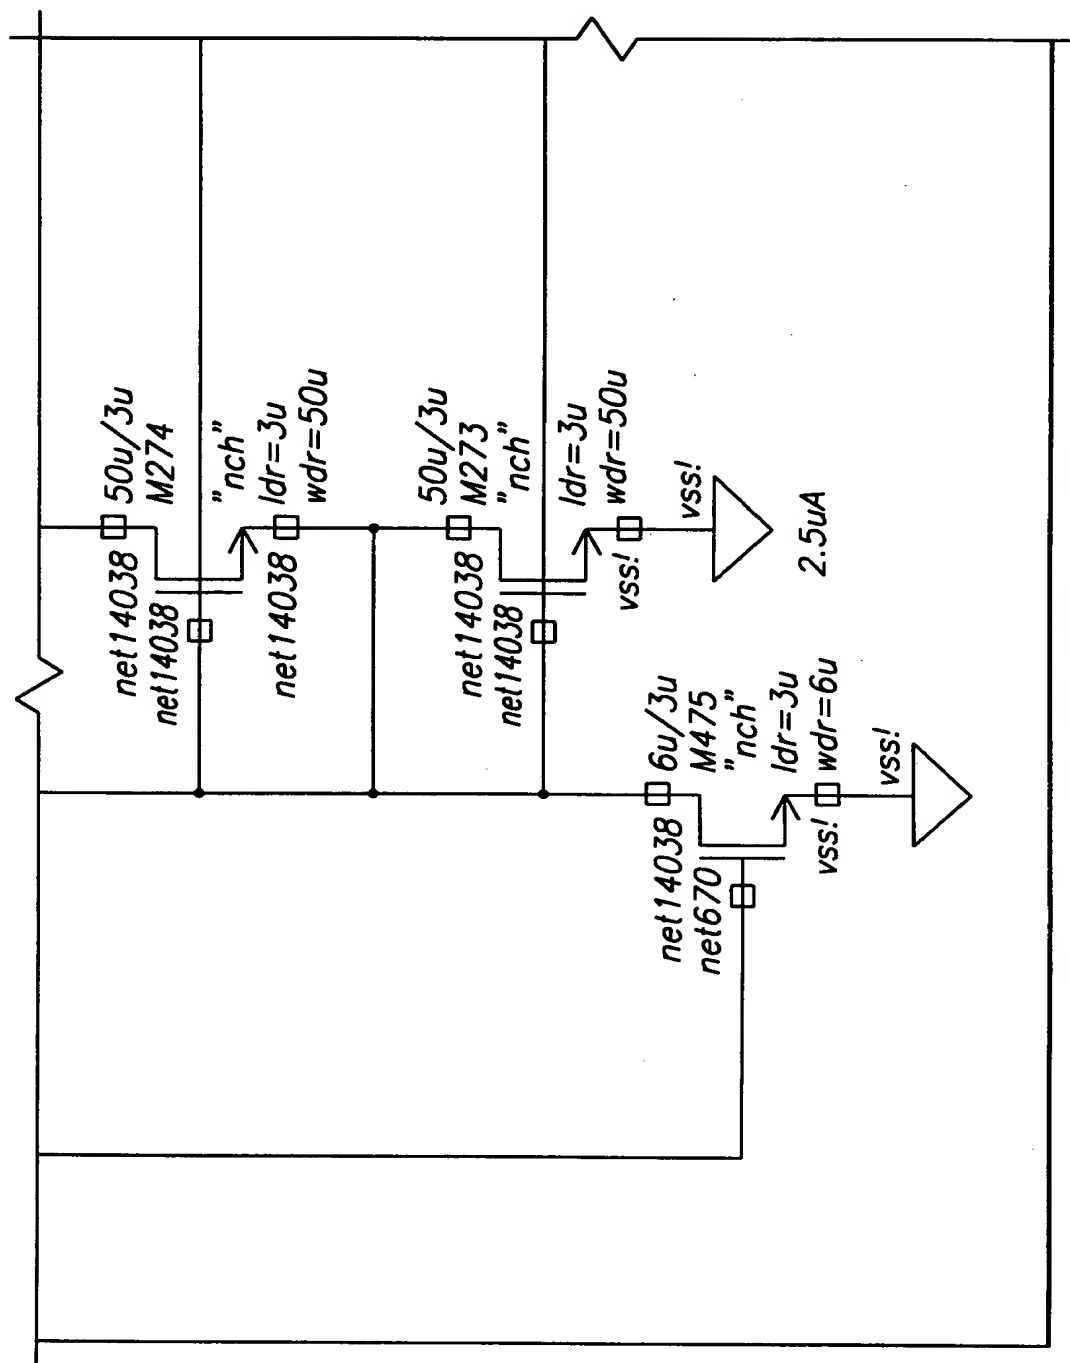 50u/3u
M274
"nch"
ldr=3u
wdr=50u
net14038
net14038
net14038
50u/3u
M273
"nch"
ldr=3u
wdr=50u
net14038
net14038
vss!
vss!
2.5uA
6u/3u
M475
"nch"
ldr=3u
wdr=6u
net14038
net670
vss!
vss!